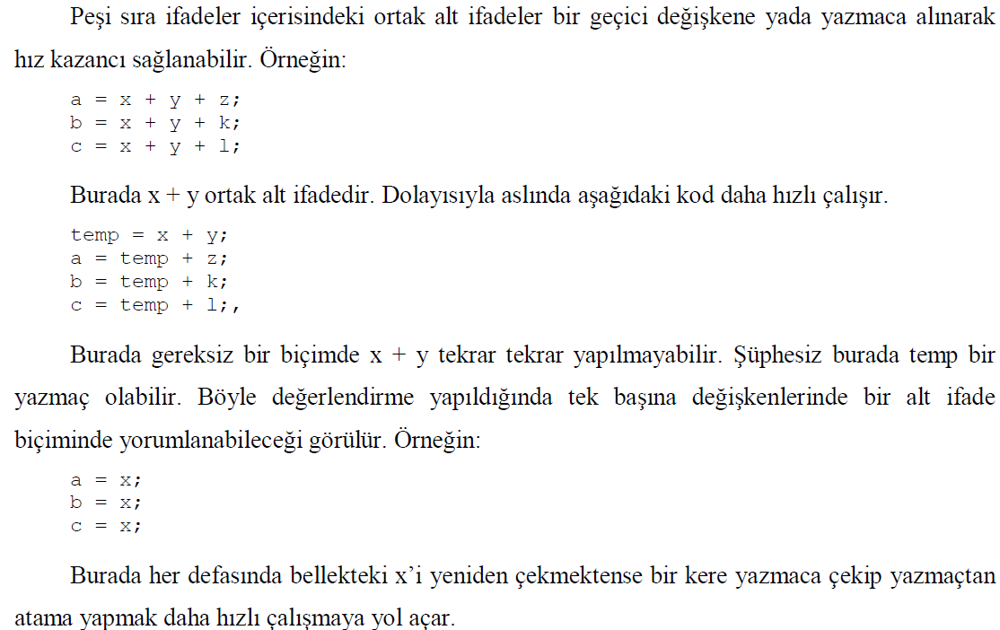 Peşi sıra ifadeler içerisindeki ortak alt ifadeler bir geçici değişkene yada yazmaca alınarak
hız kazancı sağlanabilir. Örneğin:
a = x + y + z;
b = x + y + k;
c = x + y + l;
Burada x + y ortak alt ifadedir. Dolayısıyla aslında aşağıdaki kod daha hızlı çalışır.
temp = x + y;
a = temp + z;
b = temp + k;
c = temp + l;,
Burada gereksiz bir biçimde x + y tekrar tekrar yapılmayabilir. Şüphesiz burada temp bir
yazmaç olabilir. Böyle değerlendirme yapıldığında tek başına değişkenlerinde bir alt ifade
biçiminde yorumlanabileceği görülür. Örneğin:
a = x;
b = x;
c = x;
Burada her defasında bellekteki x’i yeniden çekmektense bir kere yazmaca çekip yazmaçtan
atama yapmak daha hızlı çalışmaya yol açar.